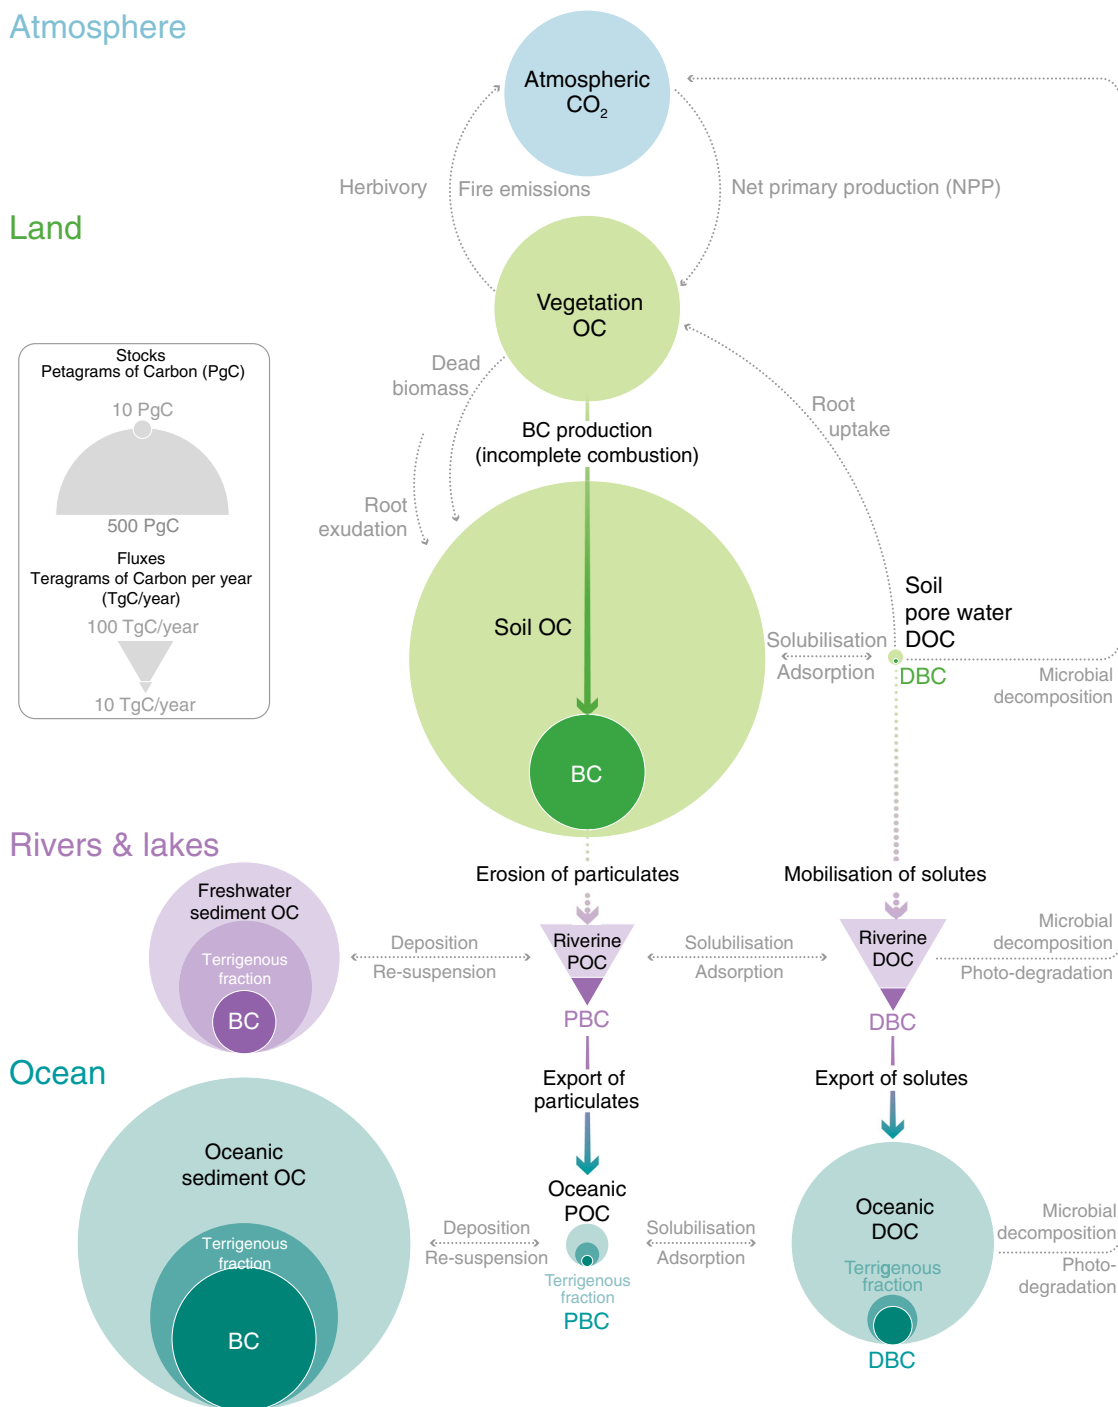 Atmosphere
Atmospheric
CO2
Herbivory
Fire emissions
Net primary production (NPP)
Land
Vegetation
OC
Stocks
Petagrams of Carbon (PgC)
10 PgC
500 PgC
Fluxes
Teragrams of Carbon per year
(TgC/year)
100 TgC/year
10 TgC/year
Dead
biomass
BC production
(incomplete combustion)
Root
uptake
Root
exudation
Soil OC
Solubilisation
Adsorption
Soil
pore water
DOC
DBC
Microbial
decomposition
BC
Rivers & lakes
Erosion of particulates
Mobilisation of solutes
Freshwater
sediment OC
Terrigenous
fraction
BC
Deposition
Re-suspension
Riverine
POC
PBC
Solubilisation
Adsorption
Riverine
DOC
DBC
Microbial
decomposition
Photo-degradation
Ocean
Export of
particulates
Export of solutes
Oceanic
sediment OC
Terrigenous
fraction
BC
Deposition
Re-suspension
Oceanic
POC
Terrigenous
fraction
PBC
Solubilisation
Adsorption
Oceanic
DOC
Terrigenous
fraction
DBC
Microbial
decomposition
Photo-
degradation